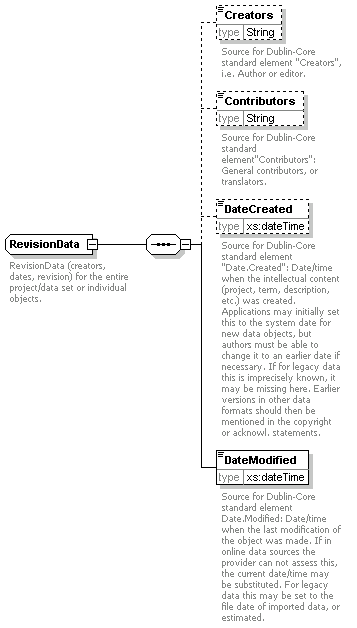 Creators
type String
Source for Dublin-Core
standard element "Creators",
i.e. Author or editor.
Contributors
type String
Source for Dublin-Core
standard
element"Contributors":
General contributors, or
translators.
RevisionData
RevisionData (creators,
dates, revision) for the entire
project/data set or individual
objects.
DateCreated
type xs:dateTime
Source for Dublin-Core
standard element
"Date.Created": Date/time
when the intellectual content
(project, term, description,
etc.) was created.
Applications may initially set
this to the system date for
new data objects, but
authors must be able to
change it to an earlier date if
necessary. If for legacy data
this is imprecisely known, it
may be missing here. Earlier
versions in other data
formats should then be
mentioned in the copyright
or acknowl. statements.
DateModified
type xs:dateTime
Source for Dublin-Core
standard element
Date.Modified: Date/time
when the last modification of
the object was made. If in
online data sources the
provider can not assess this,
the current date/time may
be substituted. For legacy
data this may be set to the
file date of imported data, or
estimated.